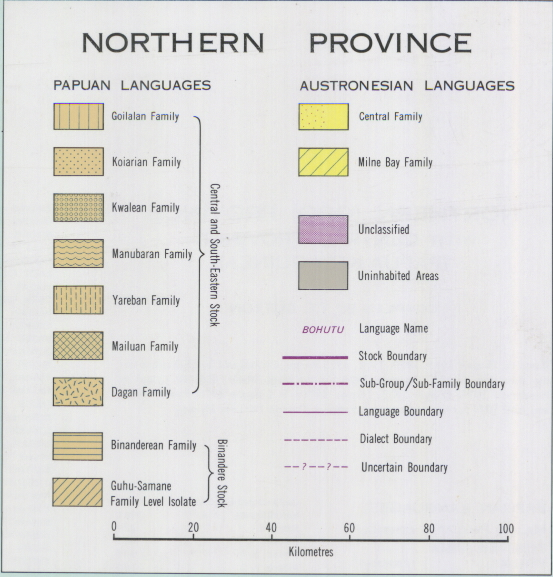 NORTHERN PROVINCE
PAPUAN LANGUAGES
Goilalan Family
Koiarian Family
Kwalean Family
Manubaran Family
Yareban Family
Mailuan Family
Dagan Family
Central and South-Eastern Stock
Binanderean Family
Guhu-Samane
Family Level Isolate
Binandere Stock
AUSTRONESIAN LANGUAGES
Central Family
Milne Bay Family
Unclassified
Uninhabited Areas
BOHUTU Language Name
Stock Boundary
Sub-Group/Sub-Family Boundary
Language Boundary
Dialect Boundary
--?-?-- Uncertain Boundary
0 20 40 60 80 100
Kilometres